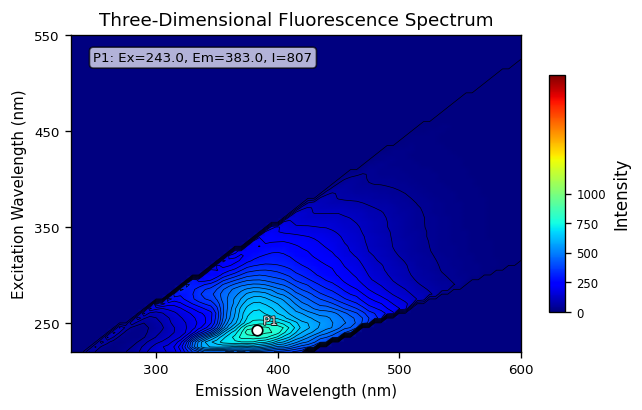 Three-Dimensional Fluorescence Spectrum
P1: Ex=243.0, Em=383.0, I=807
P1
550
450
350
250
300
400
500
600
Excitation Wavelength (nm)
Emission Wavelength (nm)
1000
750
500
250
0
Intensity